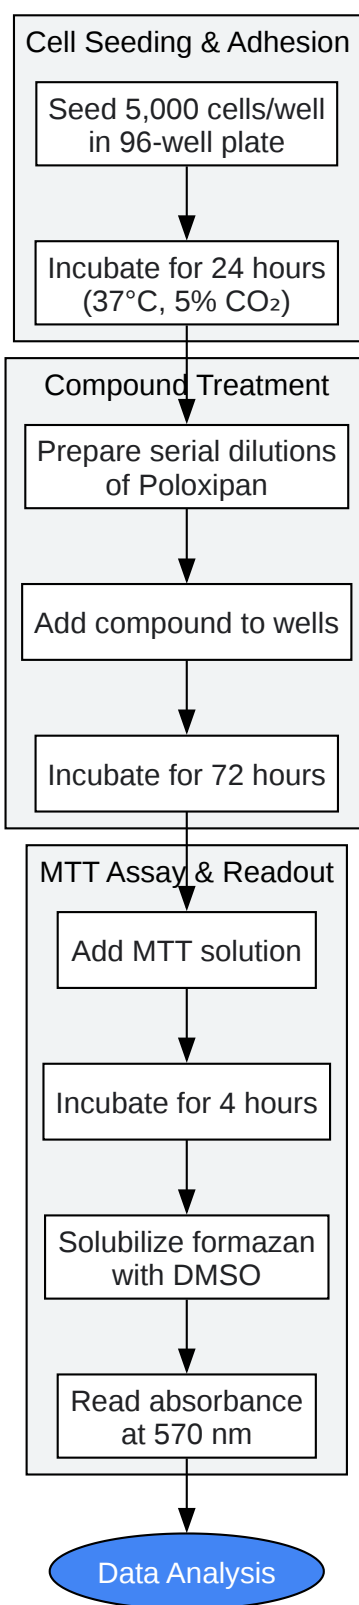 Cell Seeding & Adhesion
Seed 5,000 cells/well
in 96-well plate
Incubate for 24 hours
(37°C, 5% CO₂)
Compound Treatment
Prepare serial dilutions
of Poloxipan
Add compound to wells
Incubate for 72 hours
MTT Assay & Readout
Add MTT solution
Incubate for 4 hours
Solubilize formazan
with DMSO
Read absorbance
at 570 nm
Data Analysis